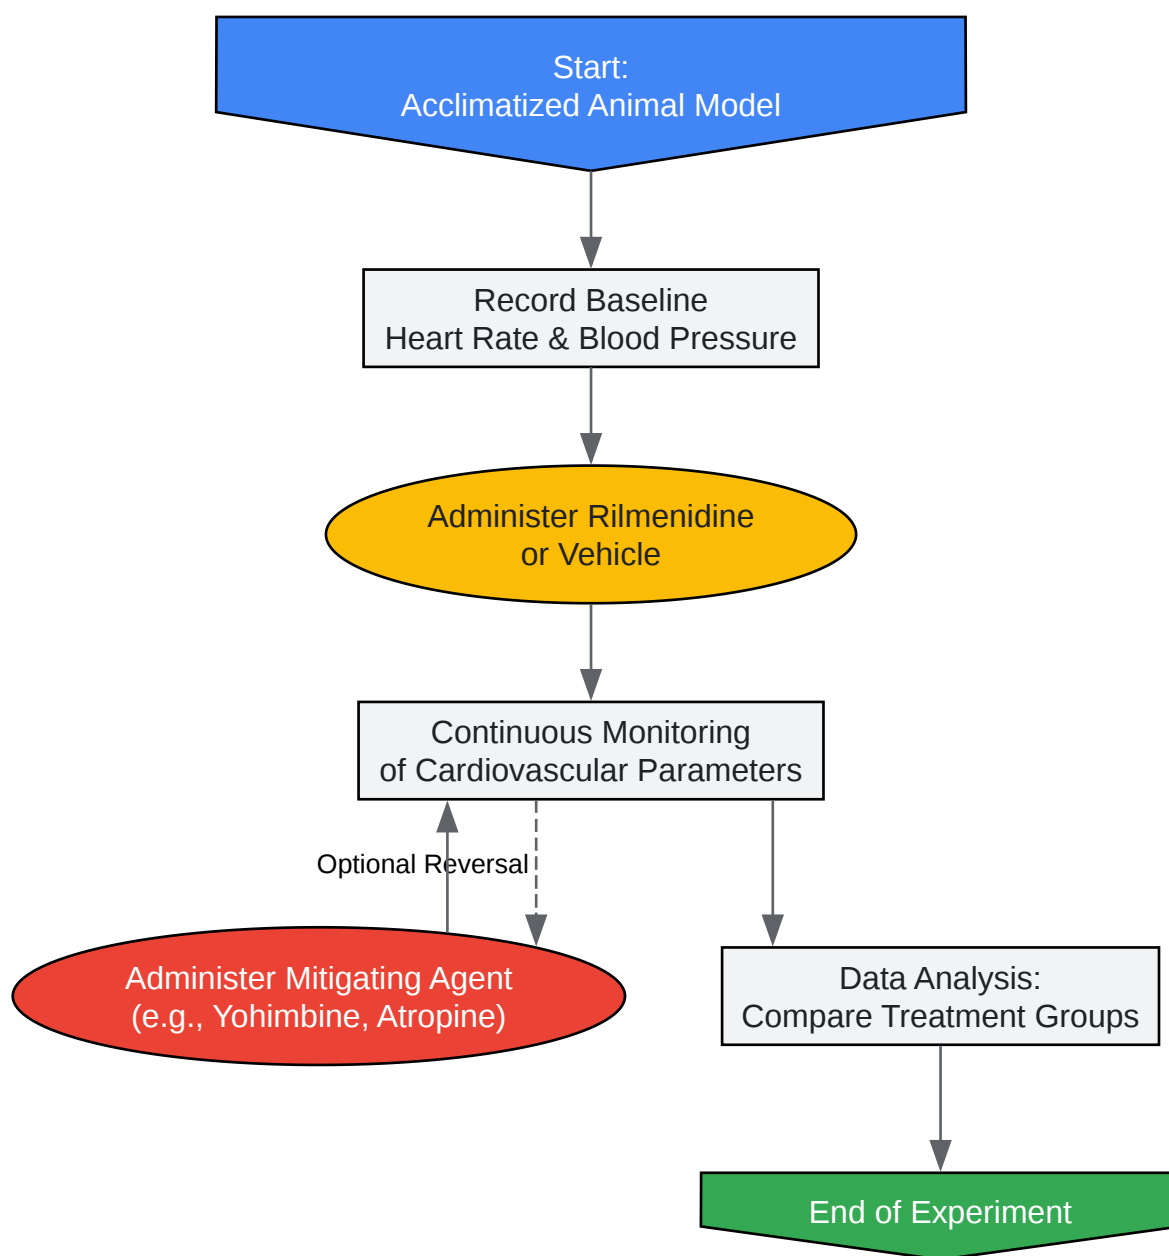 Start:
Acclimatized Animal Model
Record Baseline
Heart Rate & Blood Pressure
Administer Rilmenidine
or Vehicle
Continuous Monitoring
of Cardiovascular Parameters
Optional Reversal
Administer Mitigating Agent
(e.g., Yohimbine, Atropine)
Data Analysis:
Compare Treatment Groups
End of Experiment